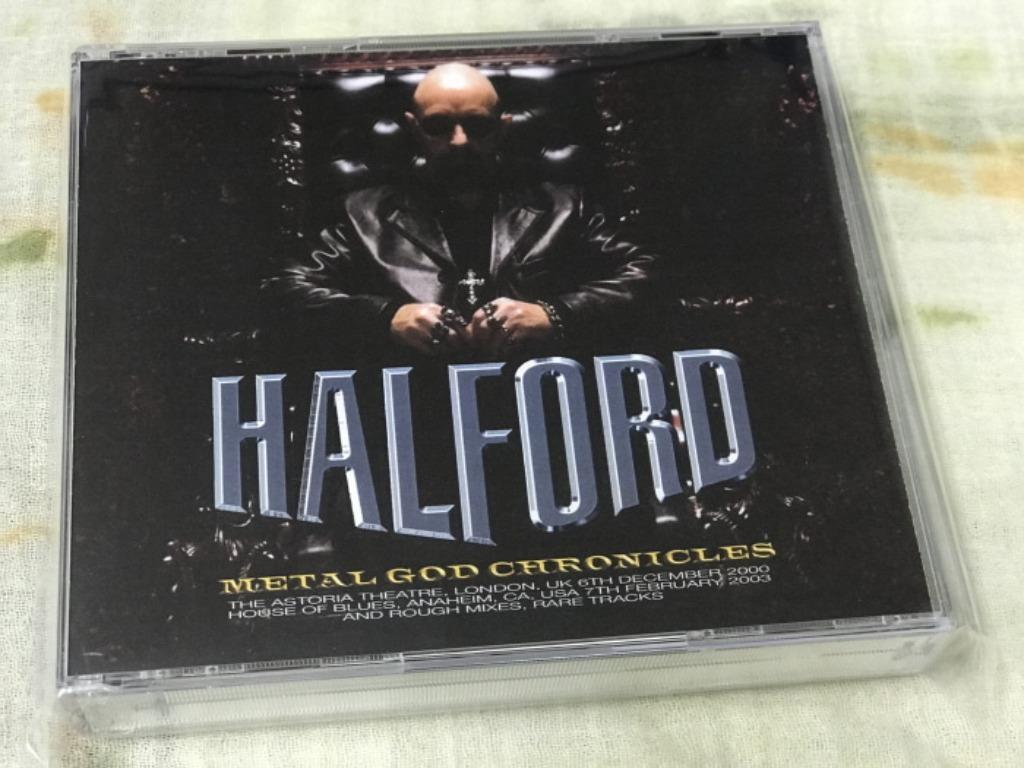 HALFORD
METAL GOD CHRONICLES
THE ASTORIA THEATRE, LONDON, UK 6TH DECEMBER 2000
HOUSE OF BLUES, ANAHEIM, CA, USA 7TH FEBRUARY 2003
AND ROUGH MIXES, RARE TRACKS